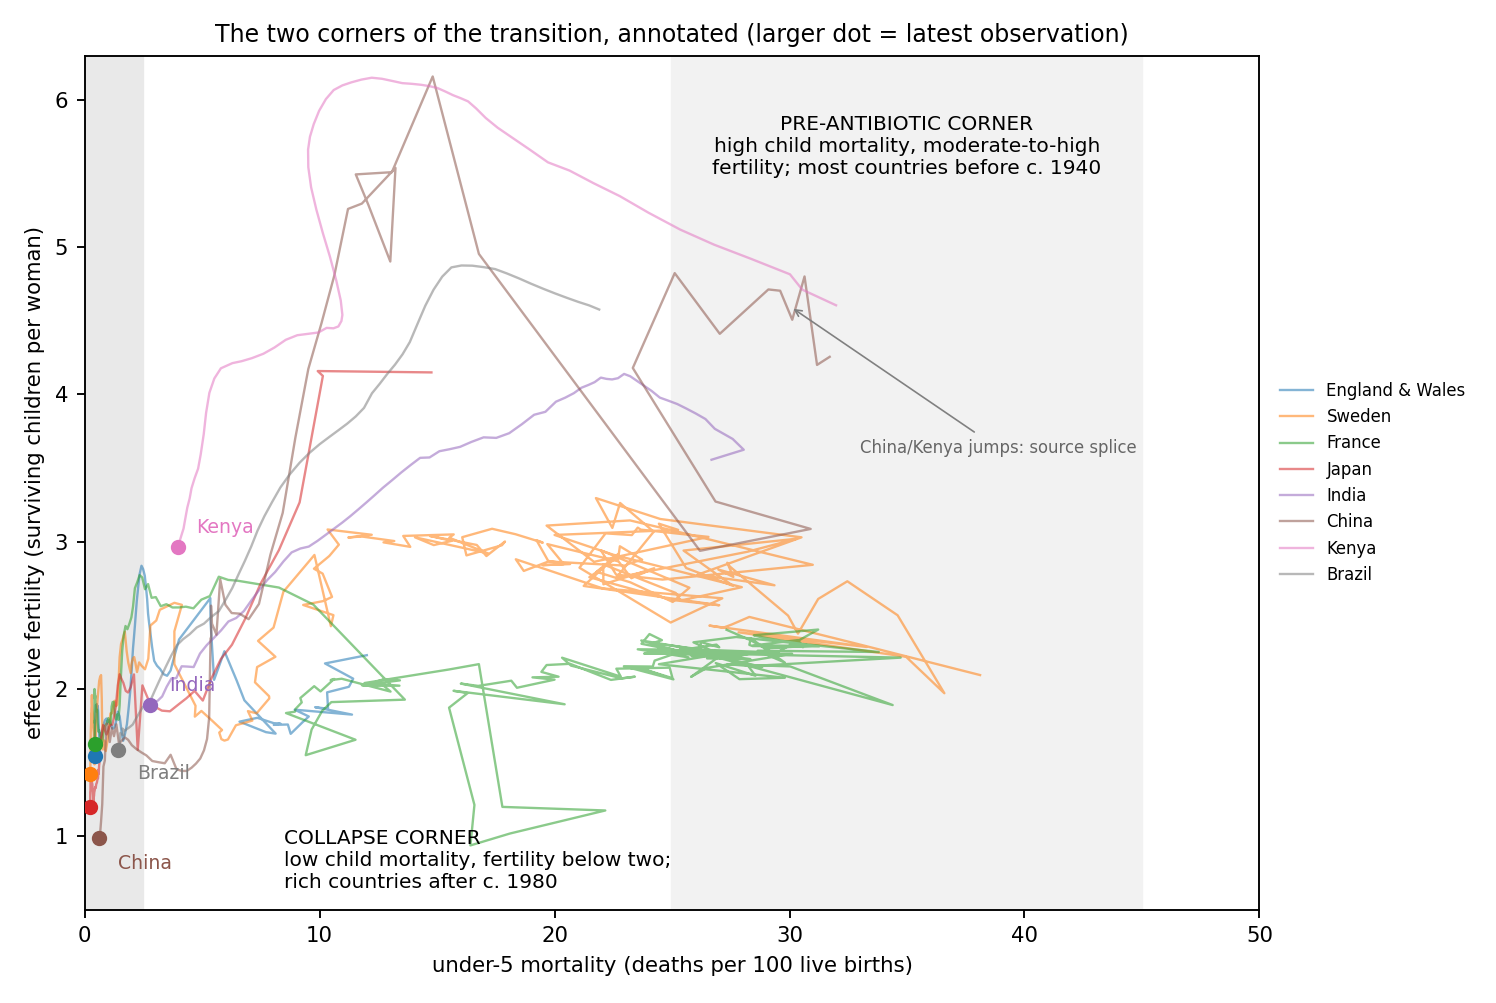 The two corners of the transition, annotated (larger dot = latest observation)
effective fertility (surviving children per woman)
6
5
4
3
2
1
PRE-ANTIBIOTIC CORNER
high child mortality, moderate-to-high
fertility; most countries before c. 1940
China/Kenya jumps: source splice
Kenya
India
Brazil
China
COLLAPSE CORNER
low child mortality, fertility below two;
rich countries after c. 1980
0
10
20
30
40
50
under-5 mortality (deaths per 100 live births)
England & Wales
Sweden
France
Japan
India
China
Kenya
Brazil